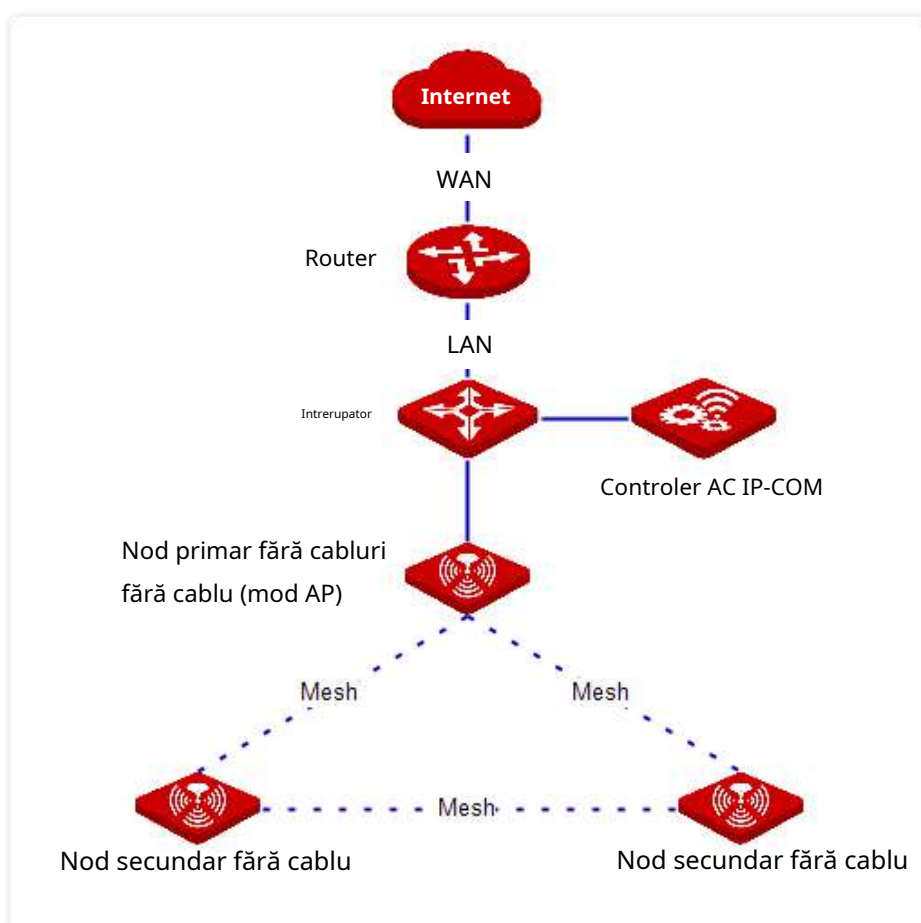 Internet
WAN
Router
LAN
Intrerupator
Controler AC IP-COM
Nod primar fără cabluri
fără cablu (mod AP)
Mesh
Mesh
Mesh
Nod secundar fără cablu
Nod secundar fără cablu